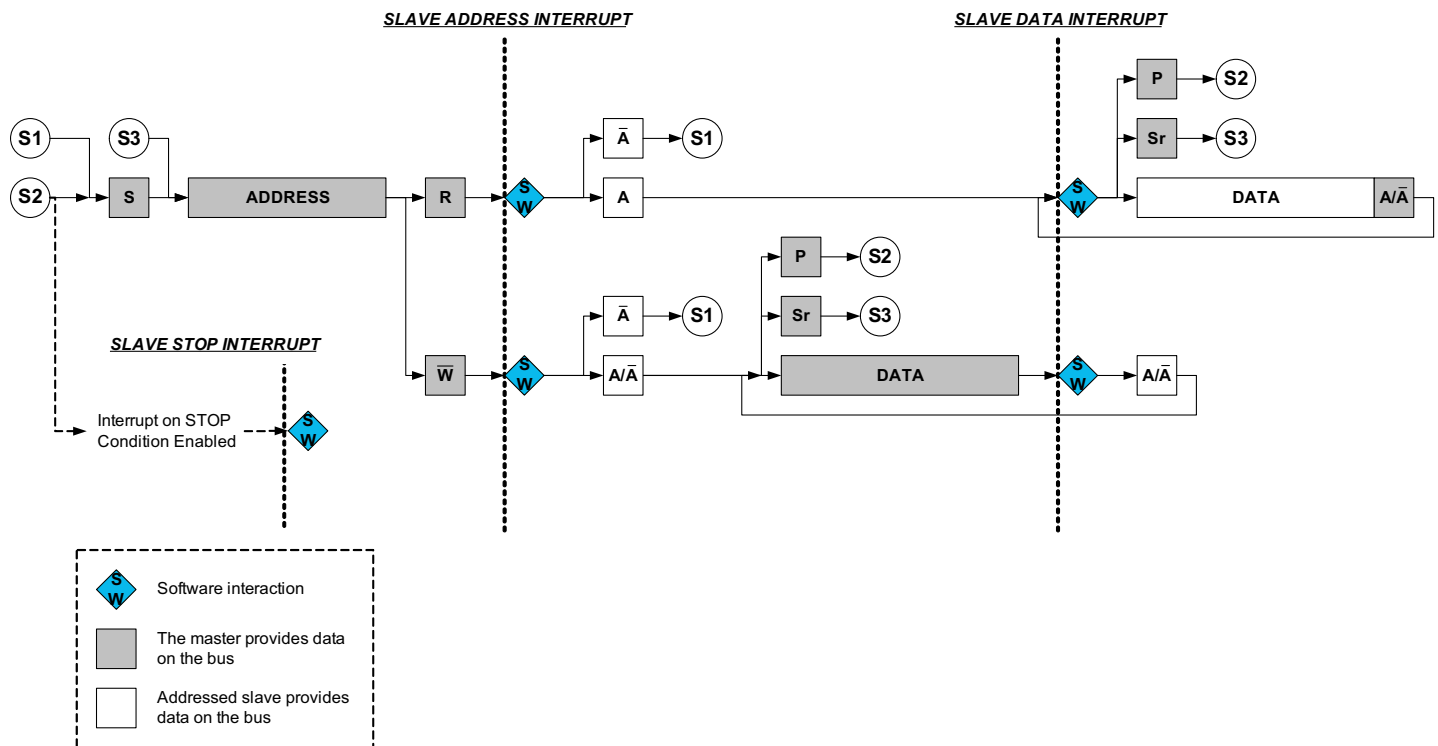 SLAVE ADDRESS INTERRUPT
SLAVE DATA INTERRUPT
P
S2
S1
S3
A̅
S1
Sr
S3
S2
S
ADDRESS
R
S
W
A
S
W
DATA
A/A̅
P
S2
A̅
S1
Sr
S3
SLAVE STOP INTERRUPT
W̅
S
W
A/A̅
DATA
S
W
A/A̅
Interrupt on STOP
Condition Enabled
S
W
S
W
Software interaction
The master provides data
on the bus
Addressed slave provides
data on the bus